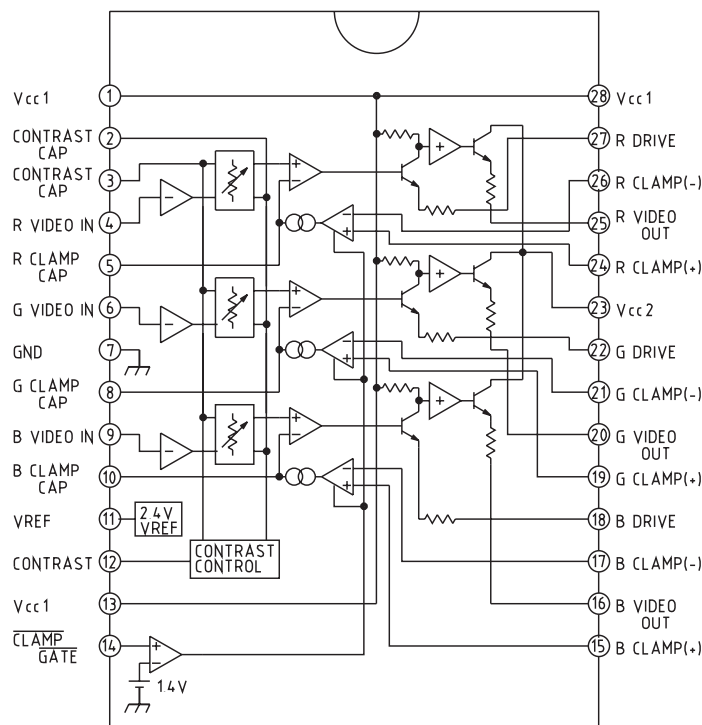 Vcc1 1
CONTRAST 2
CAP
CONTRAST 3
CAP
R VIDEO IN 4
R CLAMP 5
CAP
G VIDEO IN 6
GND 7
G CLAMP 8
CAP
B VIDEO IN 9
B CLAMP 10
CAP
VREF 11
CONTRAST 12
Vcc1 13
CLAMP 14
GATE
28 Vcc1
27 R DRIVE
26 R CLAMP(-)
25 R VIDEO
OUT
24 R CLAMP(+)
23 Vcc2
22 G DRIVE
21 G CLAMP(-)
20 G VIDEO
OUT
19 G CLAMP(+)
18 B DRIVE
17 B CLAMP(-)
16 B VIDEO
OUT
15 B CLAMP(+)
2.4V
VREF
CONTRAST
CONTROL
1.4V